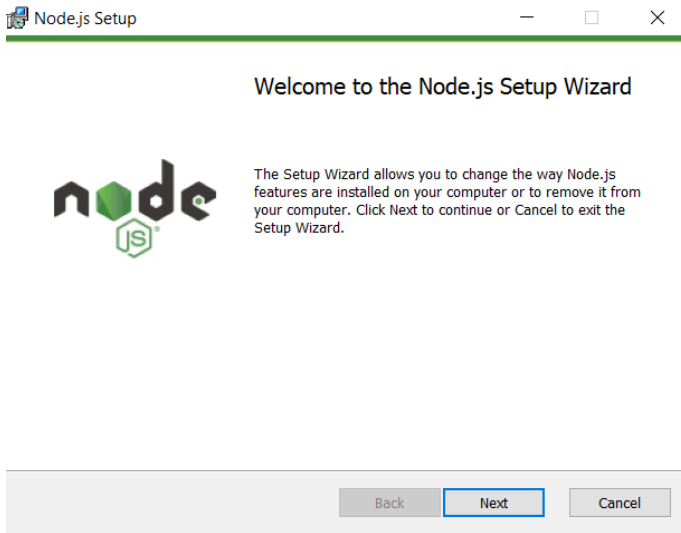 Node.js Setup
Welcome to the Node.js Setup Wizard
The Setup Wizard allows you to change the way Node.js
features are installed on your computer or to remove it from
your computer. Click Next to continue or Cancel to exit the
Setup Wizard.
node
JS®
Back Next Cancel